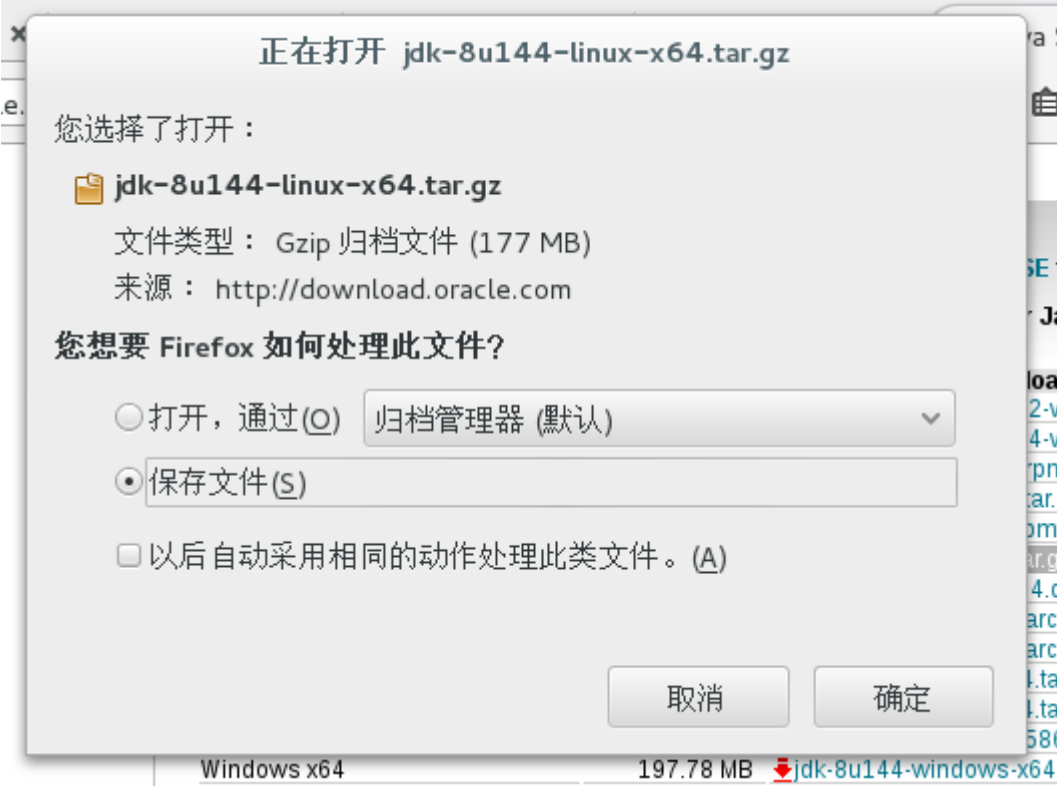 正在打开 jdk-8u144-linux-x64.tar.gz
您选择了打开：
jdk-8u144-linux-x64.tar.gz
文件类型： Gzip 归档文件 (177 MB)
来源： http://download.oracle.com
您想要 Firefox 如何处理此文件?
打开，通过(O) 归档管理器 (默认)
保存文件(S)
以后自动采用相同的动作处理此类文件。(A)
取消 确定
Windows x64 197.78 MB jdk-8u144-windows-x64